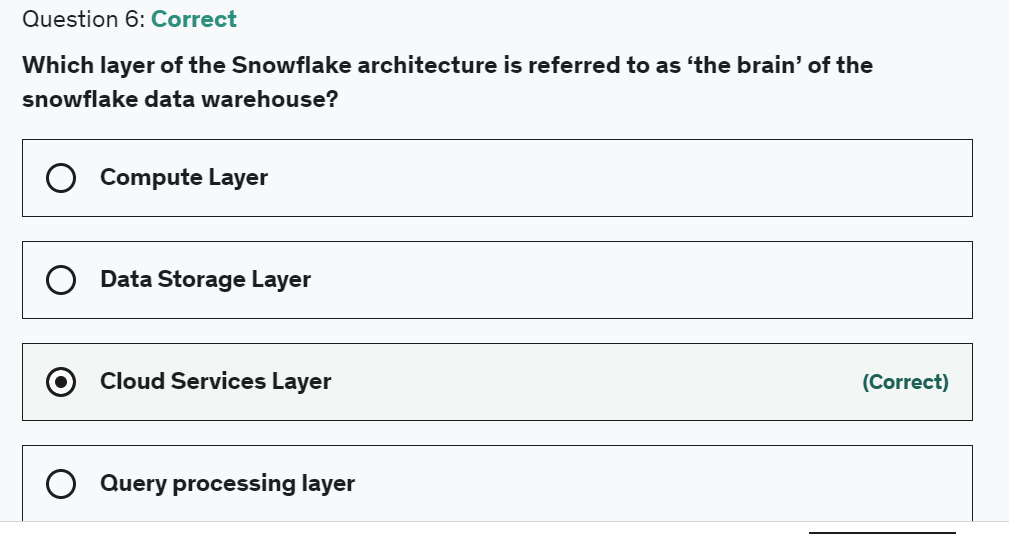 Question 6: Correct
Which layer of the Snowflake architecture is referred to as ‘the brain’ of the
snowflake data warehouse?
Compute Layer
Data Storage Layer
Cloud Services Layer (Correct)
Query processing layer